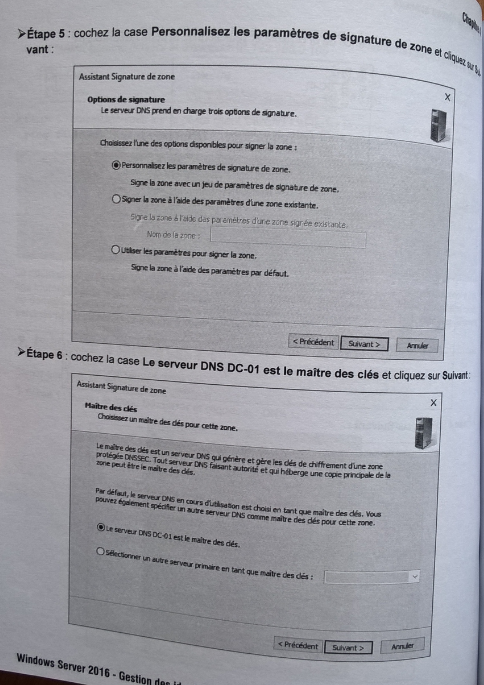 ➤Étape 5 : cochez la case Personnalisez les paramètres de signature de zone et cliquez sur
vant :
Assistant Signature de zone
X
Options de signature
Le serveur DNS prend en charge trois options de signature.
Choisissez l'une des options disponibles pour signer la zone :
Personnalisez les paramètres de signature de zone.
Signe la zone avec un jeu de paramètres de signature de zone.
Signer la zone à l'aide des paramètres d'une zone existante.
Signe la zone à l'aide des paramètres d'une zone signée existante.
Nom de la zone :
Utiliser les paramètres pour signer la zone.
Signe la zone à l'aide des paramètres par défaut.
< Précédent Suivant > Annuler
➤Étape 6 : cochez la case Le serveur DNS DC-01 est le maître des clés et cliquez sur Suivant:
Assistant Signature de zone
X
Maître des clés
Choisissez un maître des clés pour cette zone.
Le maître des clés est un serveur DNS qui génère et gère les clés de chiffrement d'une zone
protégée DNSSEC. Tout serveur DNS faisant autorité et qui héberge une copie principale de la
zone peut être le maître des clés.
Par défaut, le serveur DNS en cours d'utilisation est choisi en tant que maître des clés. Vous
pouvez également spécifier un autre serveur DNS comme maître des clés pour cette zone.
Le serveur DNS DC-01 est le maître des clés.
Sélectionner un autre serveur primaire en tant que maître des clés :
< Précédent Suivant > Annuler
Windows Server 2016 - Gestion des